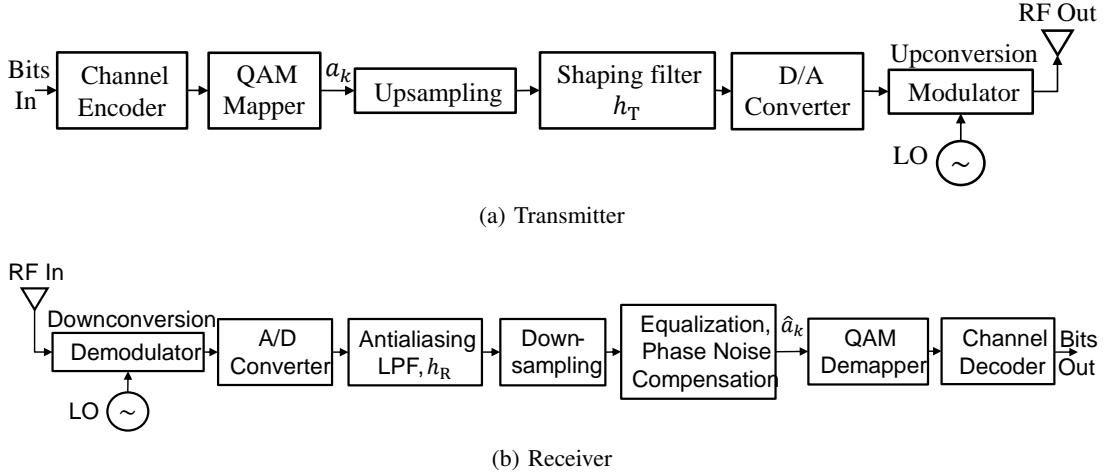 RF Out
Bits
In
Channel
Encoder
QAM
Mapper
a_k
Upsampling
Shaping filter
h_T
D/A
Converter
Upconversion
Modulator
LO
~
(a) Transmitter
RF In
Downconversion
Demodulator
LO
~
A/D
Converter
Antialiasing
LPF, h_R
Down-
sampling
Equalization,
Phase Noise
Compensation
â_k
QAM
Demapper
Channel
Decoder
Bits
Out
(b) Receiver